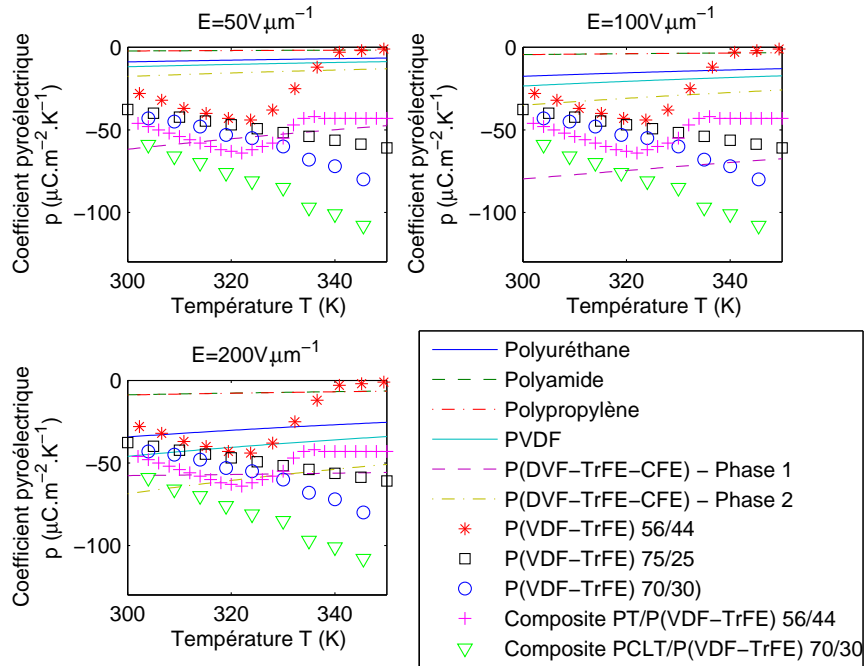 E=50Vµm⁻¹
0
−50
−100
300
320
340
Température T (K)
Coefficient pyroélectrique
p (µC.m⁻².K⁻¹)
E=100Vµm⁻¹
0
−50
−100
300
320
340
Température T (K)
Coefficient pyroélectrique
p (µC.m⁻².K⁻¹)
E=200Vµm⁻¹
0
−50
−100
300
320
340
Température T (K)
Coefficient pyroélectrique
p (µC.m⁻².K⁻¹)
Polyuréthane
Polyamide
Polypropylène
PVDF
P(DVF−TrFE−CFE) − Phase 1
P(DVF−TrFE−CFE) − Phase 2
P(VDF−TrFE) 56/44
P(VDF−TrFE) 75/25
P(VDF−TrFE) 70/30)
Composite PT/P(VDF−TrFE) 56/44
Composite PCLT/P(VDF−TrFE) 70/30